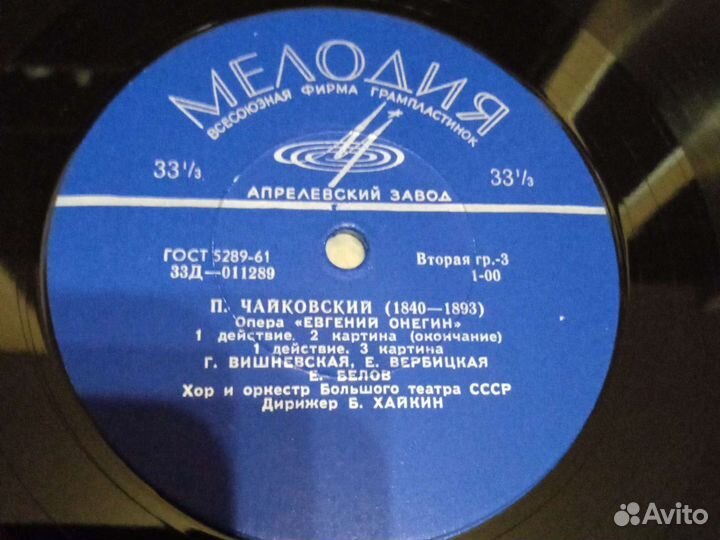 МЕЛОДИЯ
ВСЕСОЮЗНАЯ ФИРМА ГРАМПЛАСТИНОК
33 1/3 33 1/3
АПРЕЛЕВСКИЙ ЗАВОД
ГОСТ 5289-61 Вторая гр.-3
33Д—011289 1-00
П. ЧАЙКОВСКИЙ (1840—1893)
Опера «ЕВГЕНИЙ ОНЕГИН»
1 действие. 2 картина (окончание)
1 действие. 3 картина
Г. ВИШНЕВСКАЯ, Е. ВЕРБИЦКАЯ
Е. БЕЛОВ
Хор и оркестр Большого театра СССР
Дирижер Б. ХАЙКИН
Avito